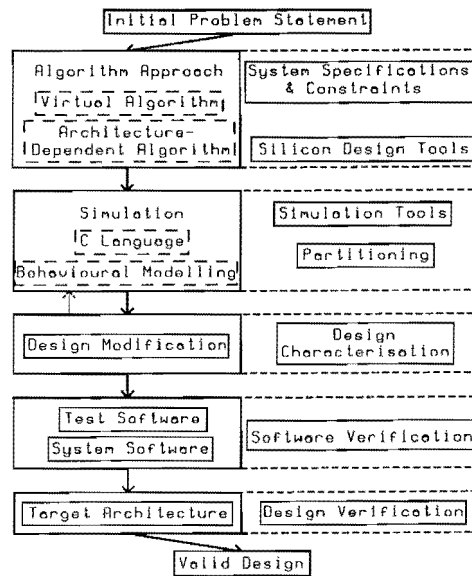 Initial Problem Statement
Algorithm Approach
Virtual Algorithm
Architecture-
Dependent Algorithm
System Specifications
& Constraints
Silicon Design Tools
Simulation
C Language
Behavioural Modelling
Simulation Tools
Partitioning
Design Modification
Design
Characterisation
Test Software
System Software
Software Verification
Target Architecture
Design Verification
Valid Design